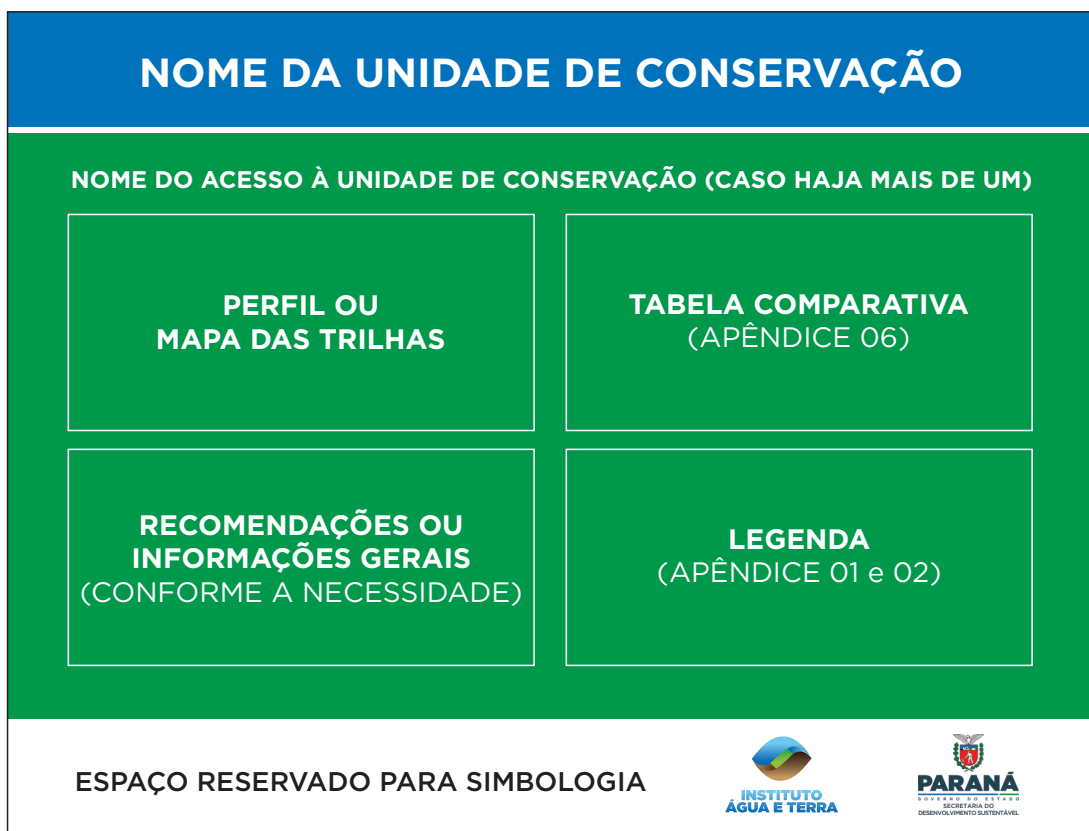 NOME DA UNIDADE DE CONSERVAÇÃO
NOME DO ACESSO À UNIDADE DE CONSERVAÇÃO (CASO HAJA MAIS DE UM)
PERFIL OU
MAPA DAS TRILHAS
TABELA COMPARATIVA
(APÊNDICE 06)
RECOMENDAÇÕES OU
INFORMAÇÕES GERAIS
(CONFORME A NECESSIDADE)
LEGENDA
(APÊNDICE 01 e 02)
ESPAÇO RESERVADO PARA SIMBOLOGIA
INSTITUTO
ÁGUA E TERRA
PARANÁ
GOVERNO DO ESTADO
SECRETARIA DO
DESENVOLVIMENTO SUSTENTÁVEL